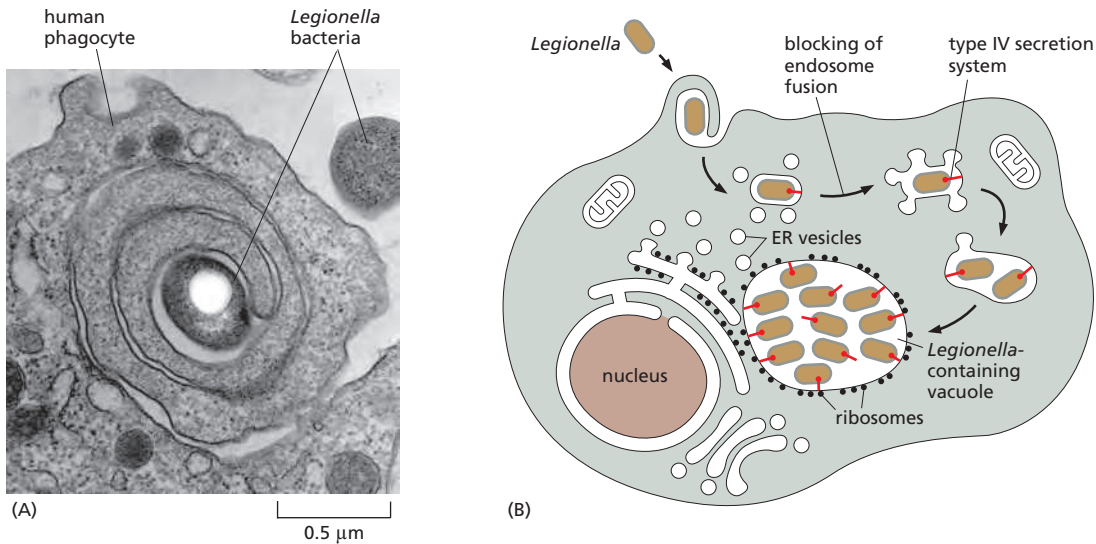 human
phagocyte
Legionella
bacteria
(A)
0.5 μm
Legionella
blocking of
endosome
fusion
type IV secretion
system
ER vesicles
nucleus
Legionella-
containing
vacuole
ribosomes
(B)